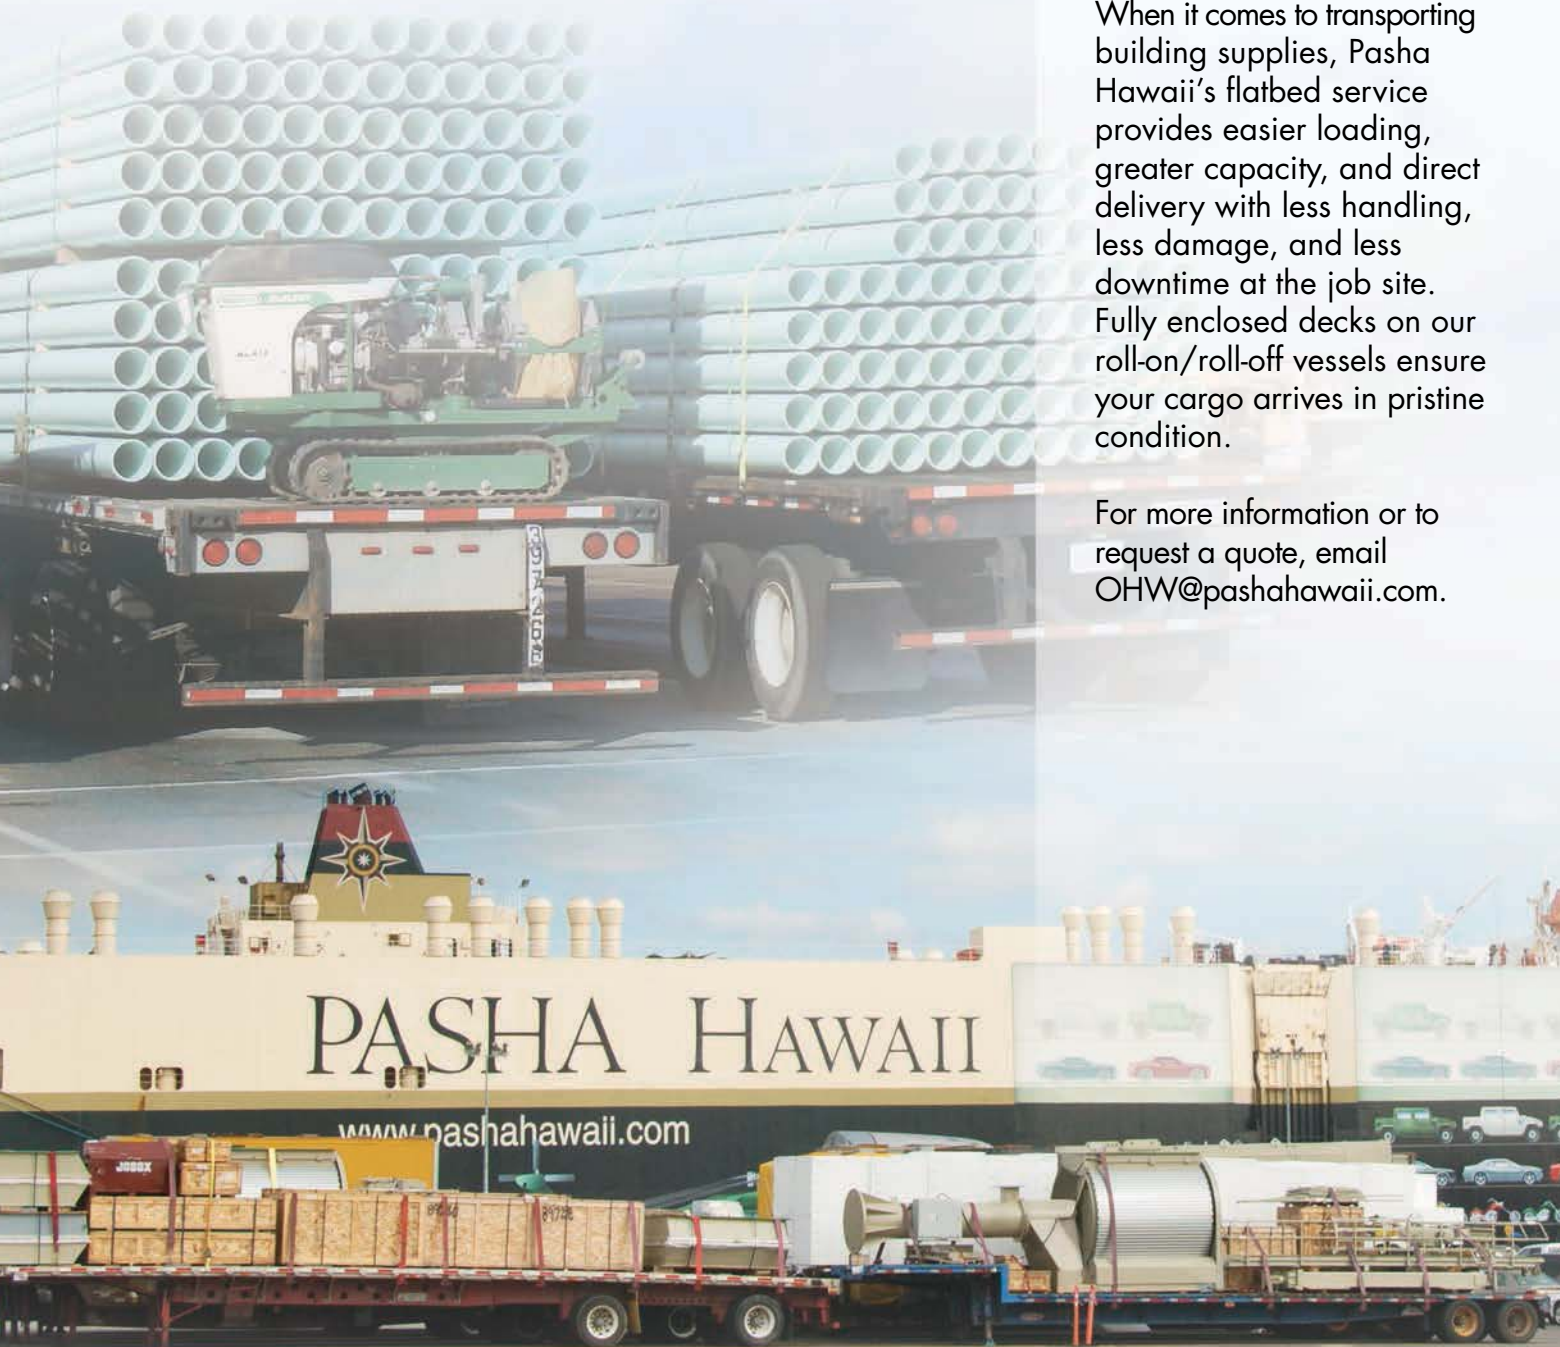 When it comes to transporting
building supplies, Pasha
Hawaii’s flatbed service
provides easier loading,
greater capacity, and direct
delivery with less handling,
less damage, and less
downtime at the job site.
Fully enclosed decks on our
roll-on/roll-off vessels ensure
your cargo arrives in pristine
condition.
For more information or to
request a quote, email
OHW@pashahawaii.com.
PASHA HAWAII
www.pashahawaii.com
JOBOX